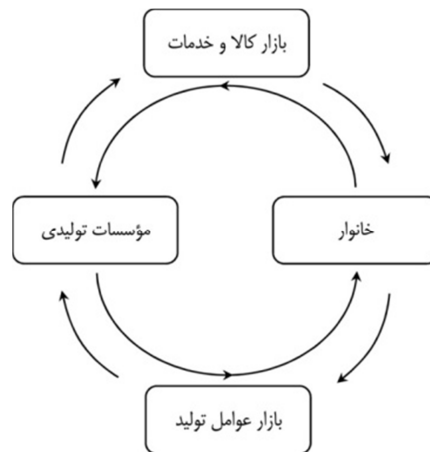 بازار کالا و خدمات
خانوار
مؤسسات تولیدی
بازار عوامل تولید